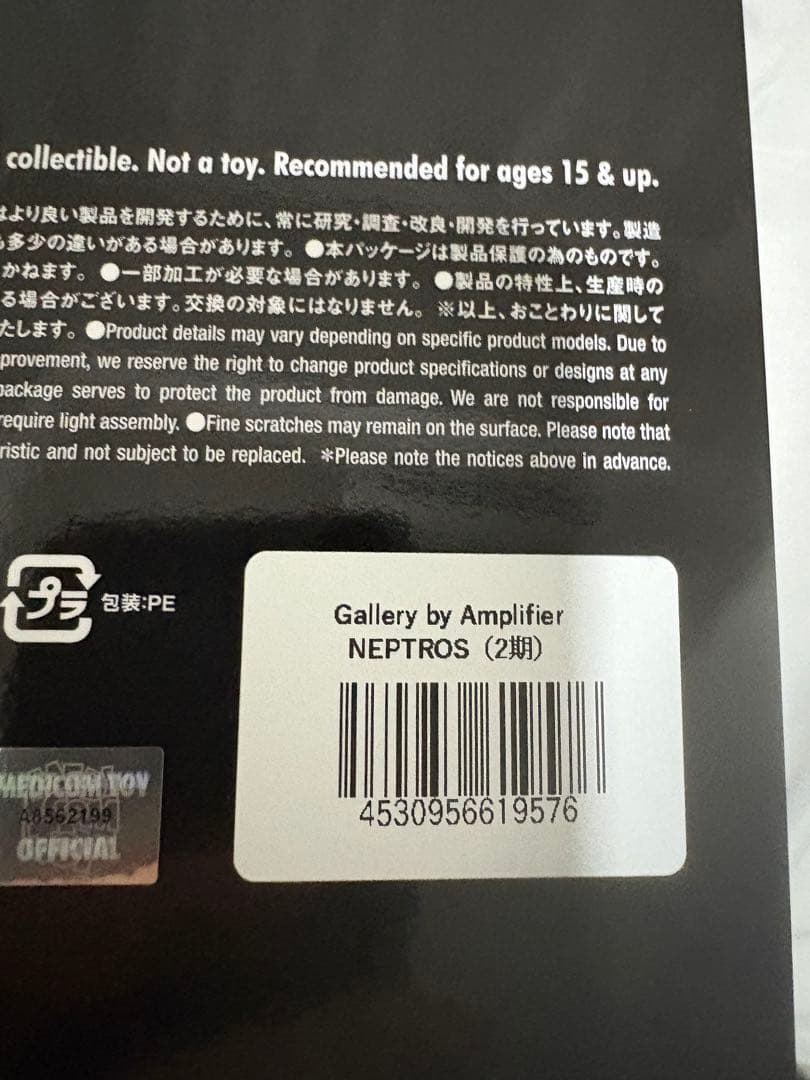 collectible. Not a toy. Recommended for ages 15 & up.
はより良い製品を開発するために、常に研究・調査・改良・開発を行っています。製造
も多少の違いがある場合があります。 ●本パッケージは製品保護の為のものです。
かねます。 ●一部加工が必要な場合があります。 ●製品の特性上、生産時の
る場合がございます。交換の対象にはなりません。 ※以上、おことわりに関して
たします。 ●Product details may vary depending on specific product models. Due to
provement, we reserve the right to change product specifications or designs at any
package serves to protect the product from damage. We are not responsible for
require light assembly. ●Fine scratches may remain on the surface. Please note that
ristic and not subject to be replaced. *Please note the notices above in advance.
プラ 包装:PE
Gallery by Amplifier
NEPTROS (2期)
4530956619576
MEDICOM TOY
A8562199
OFFICIAL